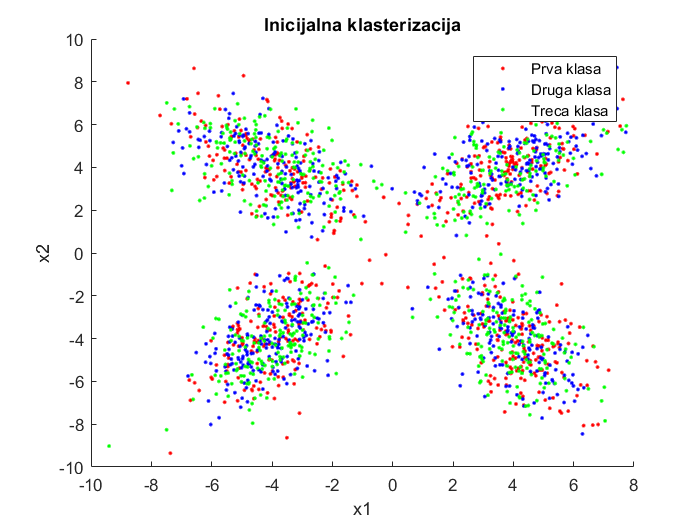 Inicijalna klasterizacija
Prva klasa
Druga klasa
Treca klasa
10
8
6
4
2
0
-2
-4
-6
-8
-10
x2
-10 -8 -6 -4 -2 0 2 4 6 8
x1